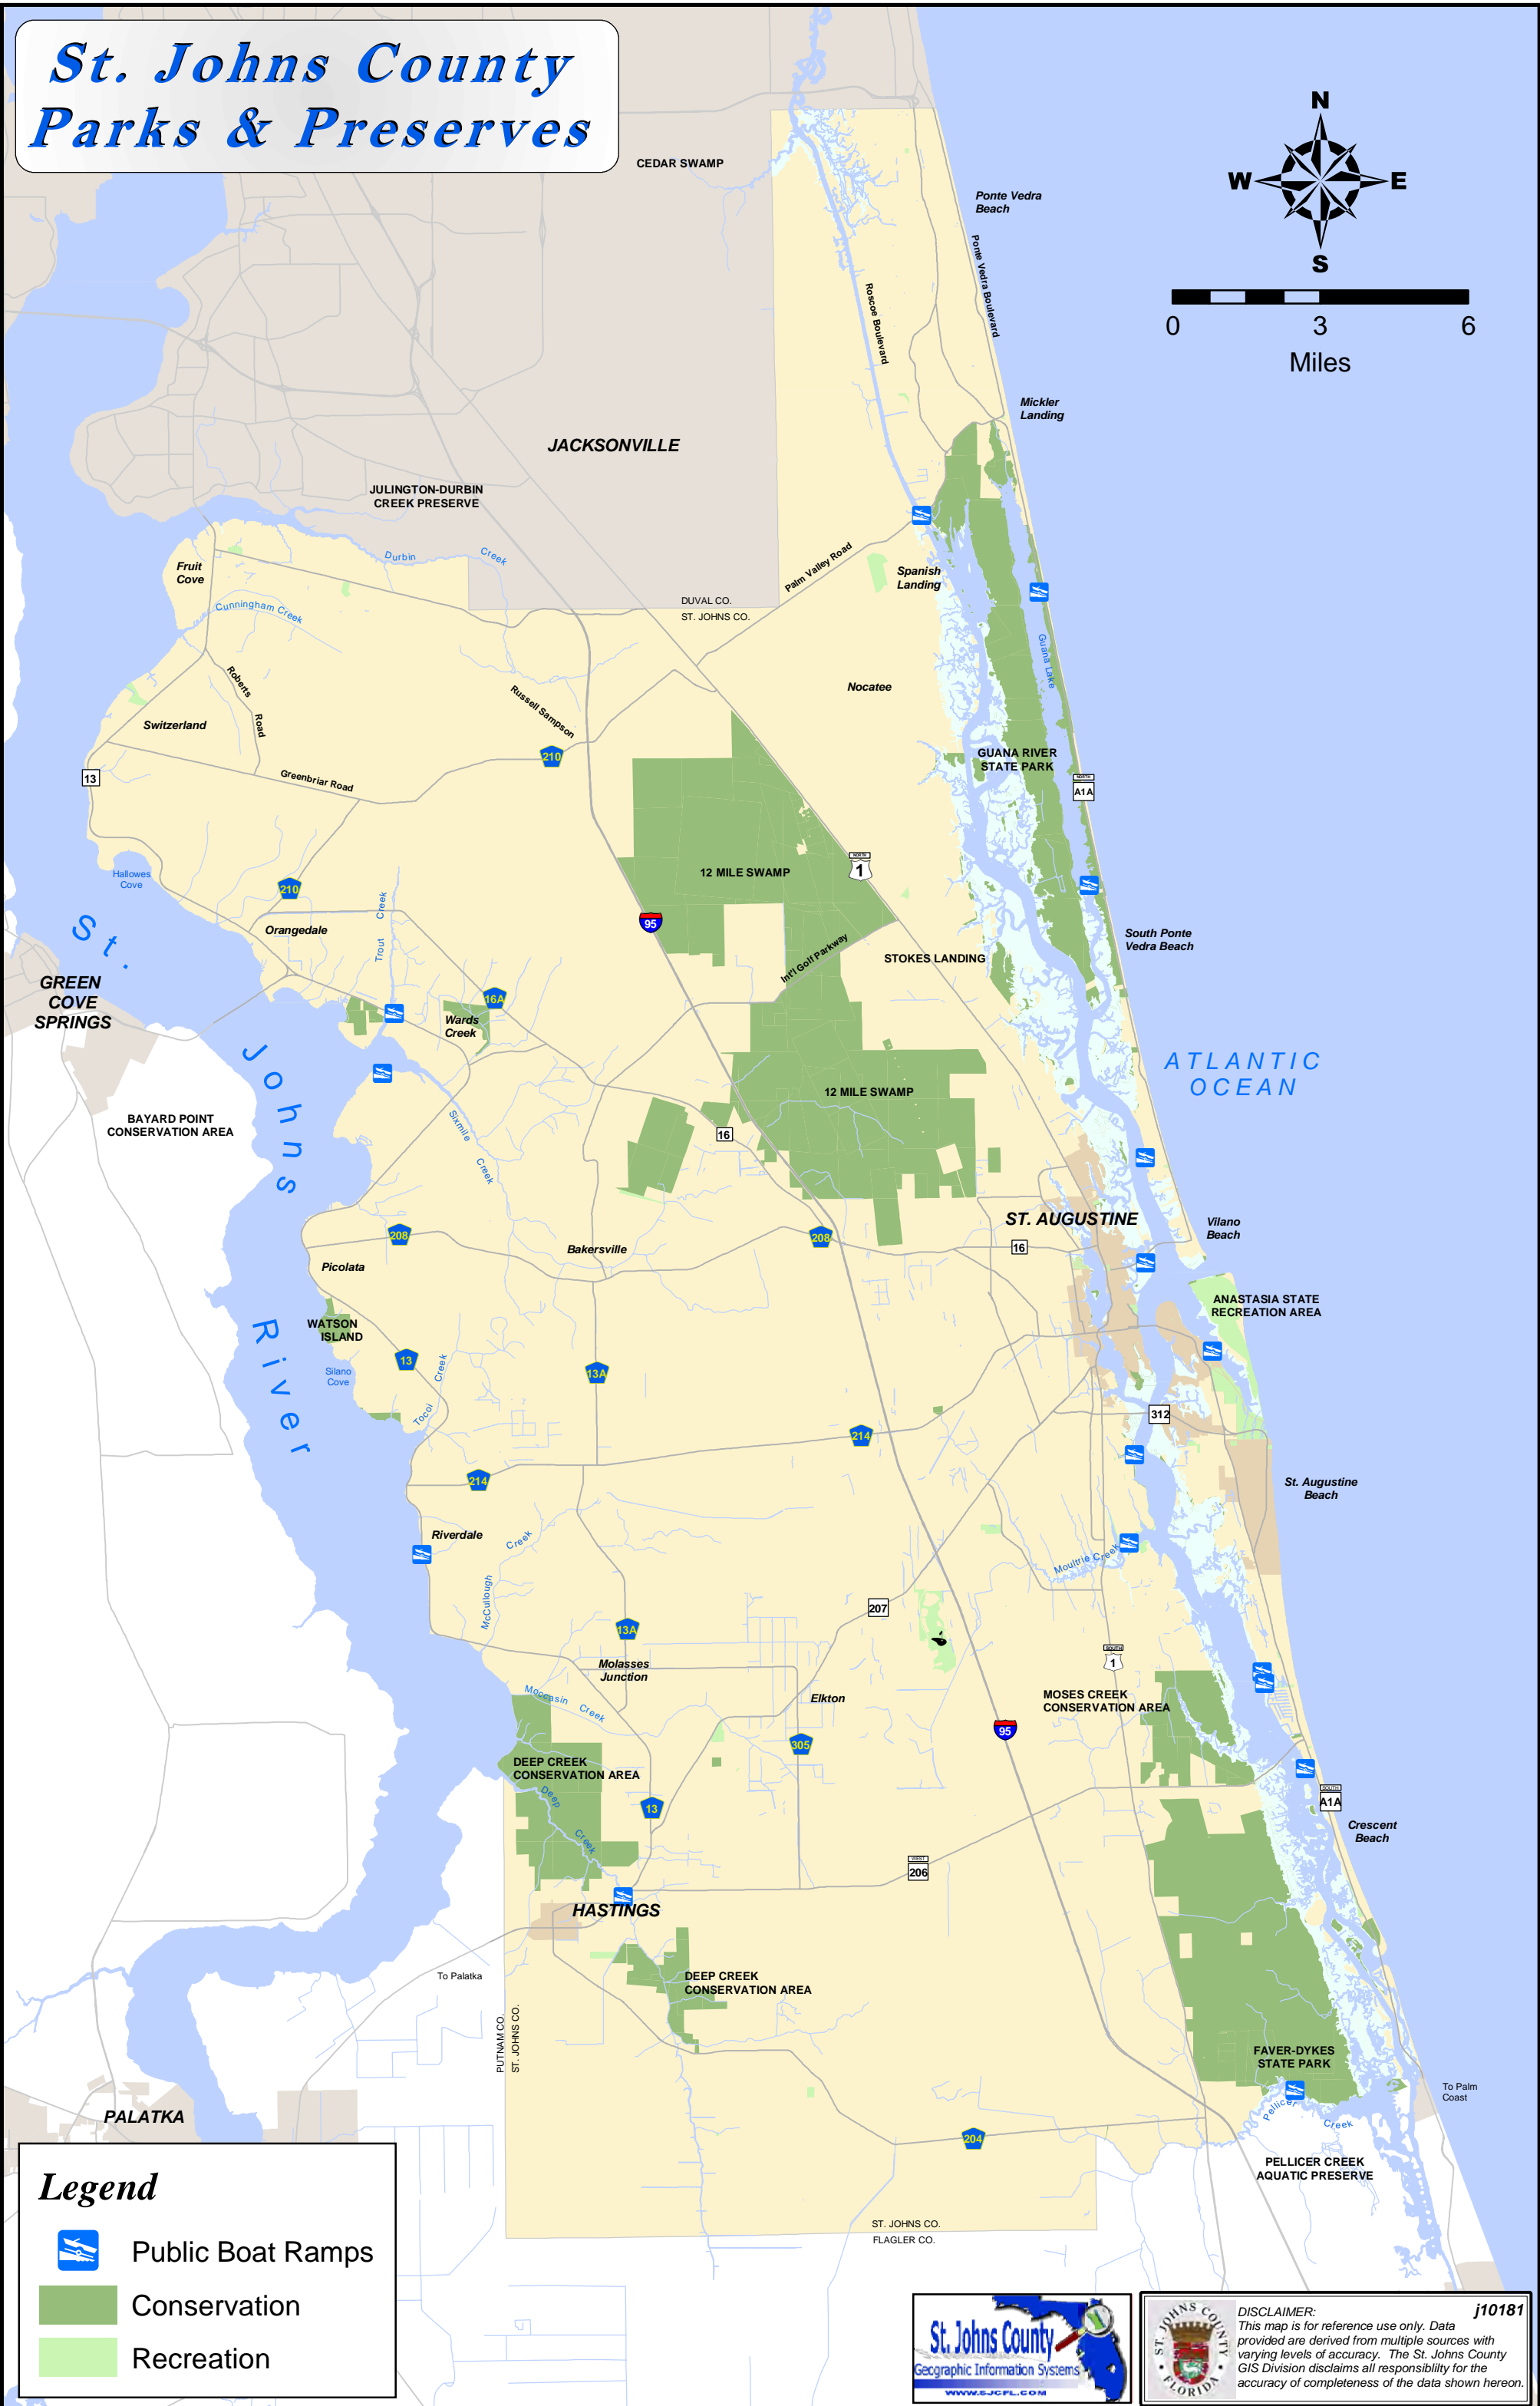 St. Johns County
Parks & Preserves
N
W
E
S
0
3
6
Miles
CEDAR SWAMP
Ponte Vedra
Beach
Ponte Vedra Boulevard
Roscoe Boulevard
Mickler
Landing
JACKSONVILLE
JULINGTON-DURBIN
CREEK PRESERVE
Durbin
Creek
Fruit
Cove
Cunningham Creek
Palm Valley Road
Spanish
Landing
DUVAL CO.
ST. JOHNS CO.
Guana Lake
Roberts
Road
Russell Sampson
Nocatee
Switzerland
210
GUANA RIVER
STATE PARK
13
Greenbriar Road
NORTH
A1A
12 MILE SWAMP
NORTH
1
Hallowes
Cove
210
95
Trout
Creek
Orangedale
South Ponte
Vedra Beach
Int'l Golf Parkway
STOKES LANDING
St.
Johns
River
GREEN
COVE
SPRINGS
16A
Wards
Creek
ATLANTIC
OCEAN
12 MILE SWAMP
BAYARD POINT
CONSERVATION AREA
Sixmile
Creek
16
ST. AUGUSTINE
Vilano
Beach
208
208
16
Bakersville
Picolata
ANASTASIA STATE
RECREATION AREA
WATSON
ISLAND
13
Silano
Cove
13A
Tocoi
Creek
312
214
214
St. Augustine
Beach
Riverdale
Creek
McCullough
Moultrie Creek
207
13A
Molasses
Junction
SOUTH
1
Moccasin
Creek
Elkton
MOSES CREEK
CONSERVATION AREA
95
305
DEEP CREEK
CONSERVATION AREA
Deep
Creek
13
SOUTH
A1A
Crescent
Beach
WEST
206
HASTINGS
To Palatka
DEEP CREEK
CONSERVATION AREA
PUTNAM CO.
ST. JOHNS CO.
FAVER-DYKES
STATE PARK
To Palm
Coast
PALATKA
Pellicer
Creek
204
PELLICER CREEK
AQUATIC PRESERVE
ST. JOHNS CO.
FLAGLER CO.
Legend
Public Boat Ramps
Conservation
Recreation
St. Johns County
Geographic Information Systems
WWW.SJCFL.COM
ST. JOHNS COUNTY
FLORIDA
DISCLAIMER:
j10181
This map is for reference use only. Data
provided are derived from multiple sources with
varying levels of accuracy. The St. Johns County
GIS Division disclaims all responsiblilty for the
accuracy of completeness of the data shown hereon.